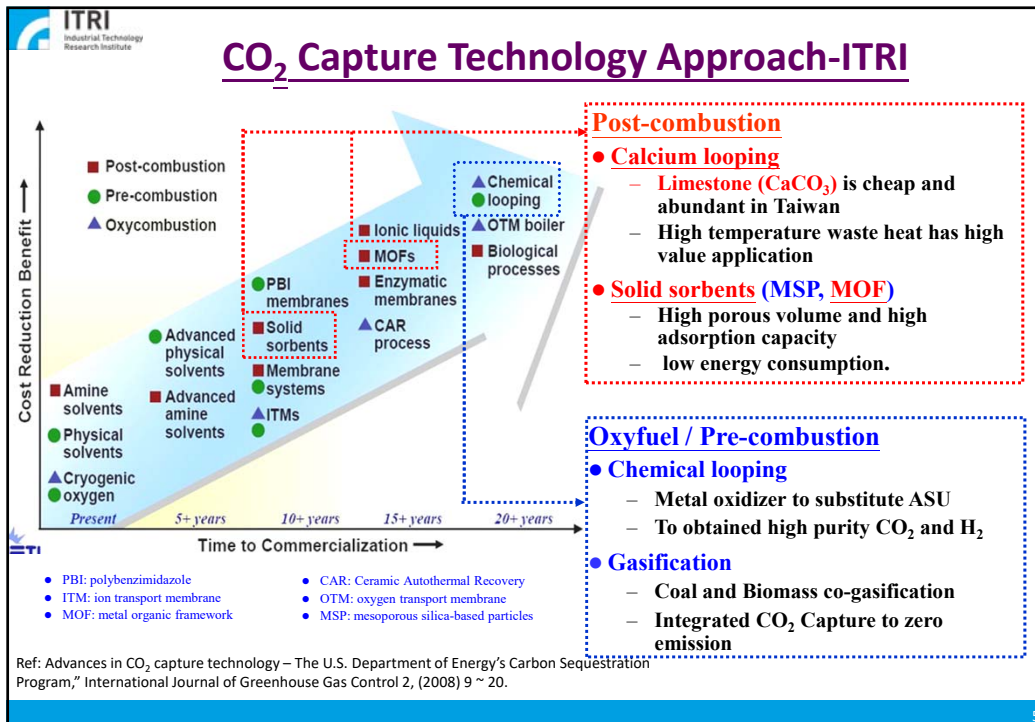 ITRI
Industrial Technology
Research Institute
CO₂ Capture Technology Approach-ITRI
Cost Reduction Benefit
Post-combustion
Pre-combustion
Oxycombustion
Amine
solvents
Physical
solvents
Cryogenic
oxygen
Advanced
physical
solvents
Advanced
amine
solvents
PBI
membranes
Solid
sorbents
Membrane
systems
ITMs
Ionic liquids
MOFs
Enzymatic
membranes
CAR
process
Chemical
looping
OTM boiler
Biological
processes
Present 5+ years 10+ years 15+ years 20+ years
Time to Commercialization
Post-combustion
● Calcium looping
– Limestone (CaCO₃) is cheap and
abundant in Taiwan
– High temperature waste heat has high
value application
● Solid sorbents (MSP, MOF)
– High porous volume and high
adsorption capacity
– low energy consumption.
Oxyfuel / Pre-combustion
● Chemical looping
– Metal oxidizer to substitute ASU
– To obtained high purity CO₂ and H₂
● Gasification
– Coal and Biomass co-gasification
– Integrated CO₂ Capture to zero
emission
● PBI: polybenzimidazole
● ITM: ion transport membrane
● MOF: metal organic framework
● CAR: Ceramic Autothermal Recovery
● OTM: oxygen transport membrane
● MSP: mesoporous silica-based particles
Ref: Advances in CO₂ capture technology – The U.S. Department of Energy's Carbon Sequestration
Program," International Journal of Greenhouse Gas Control 2, (2008) 9 ~ 20.